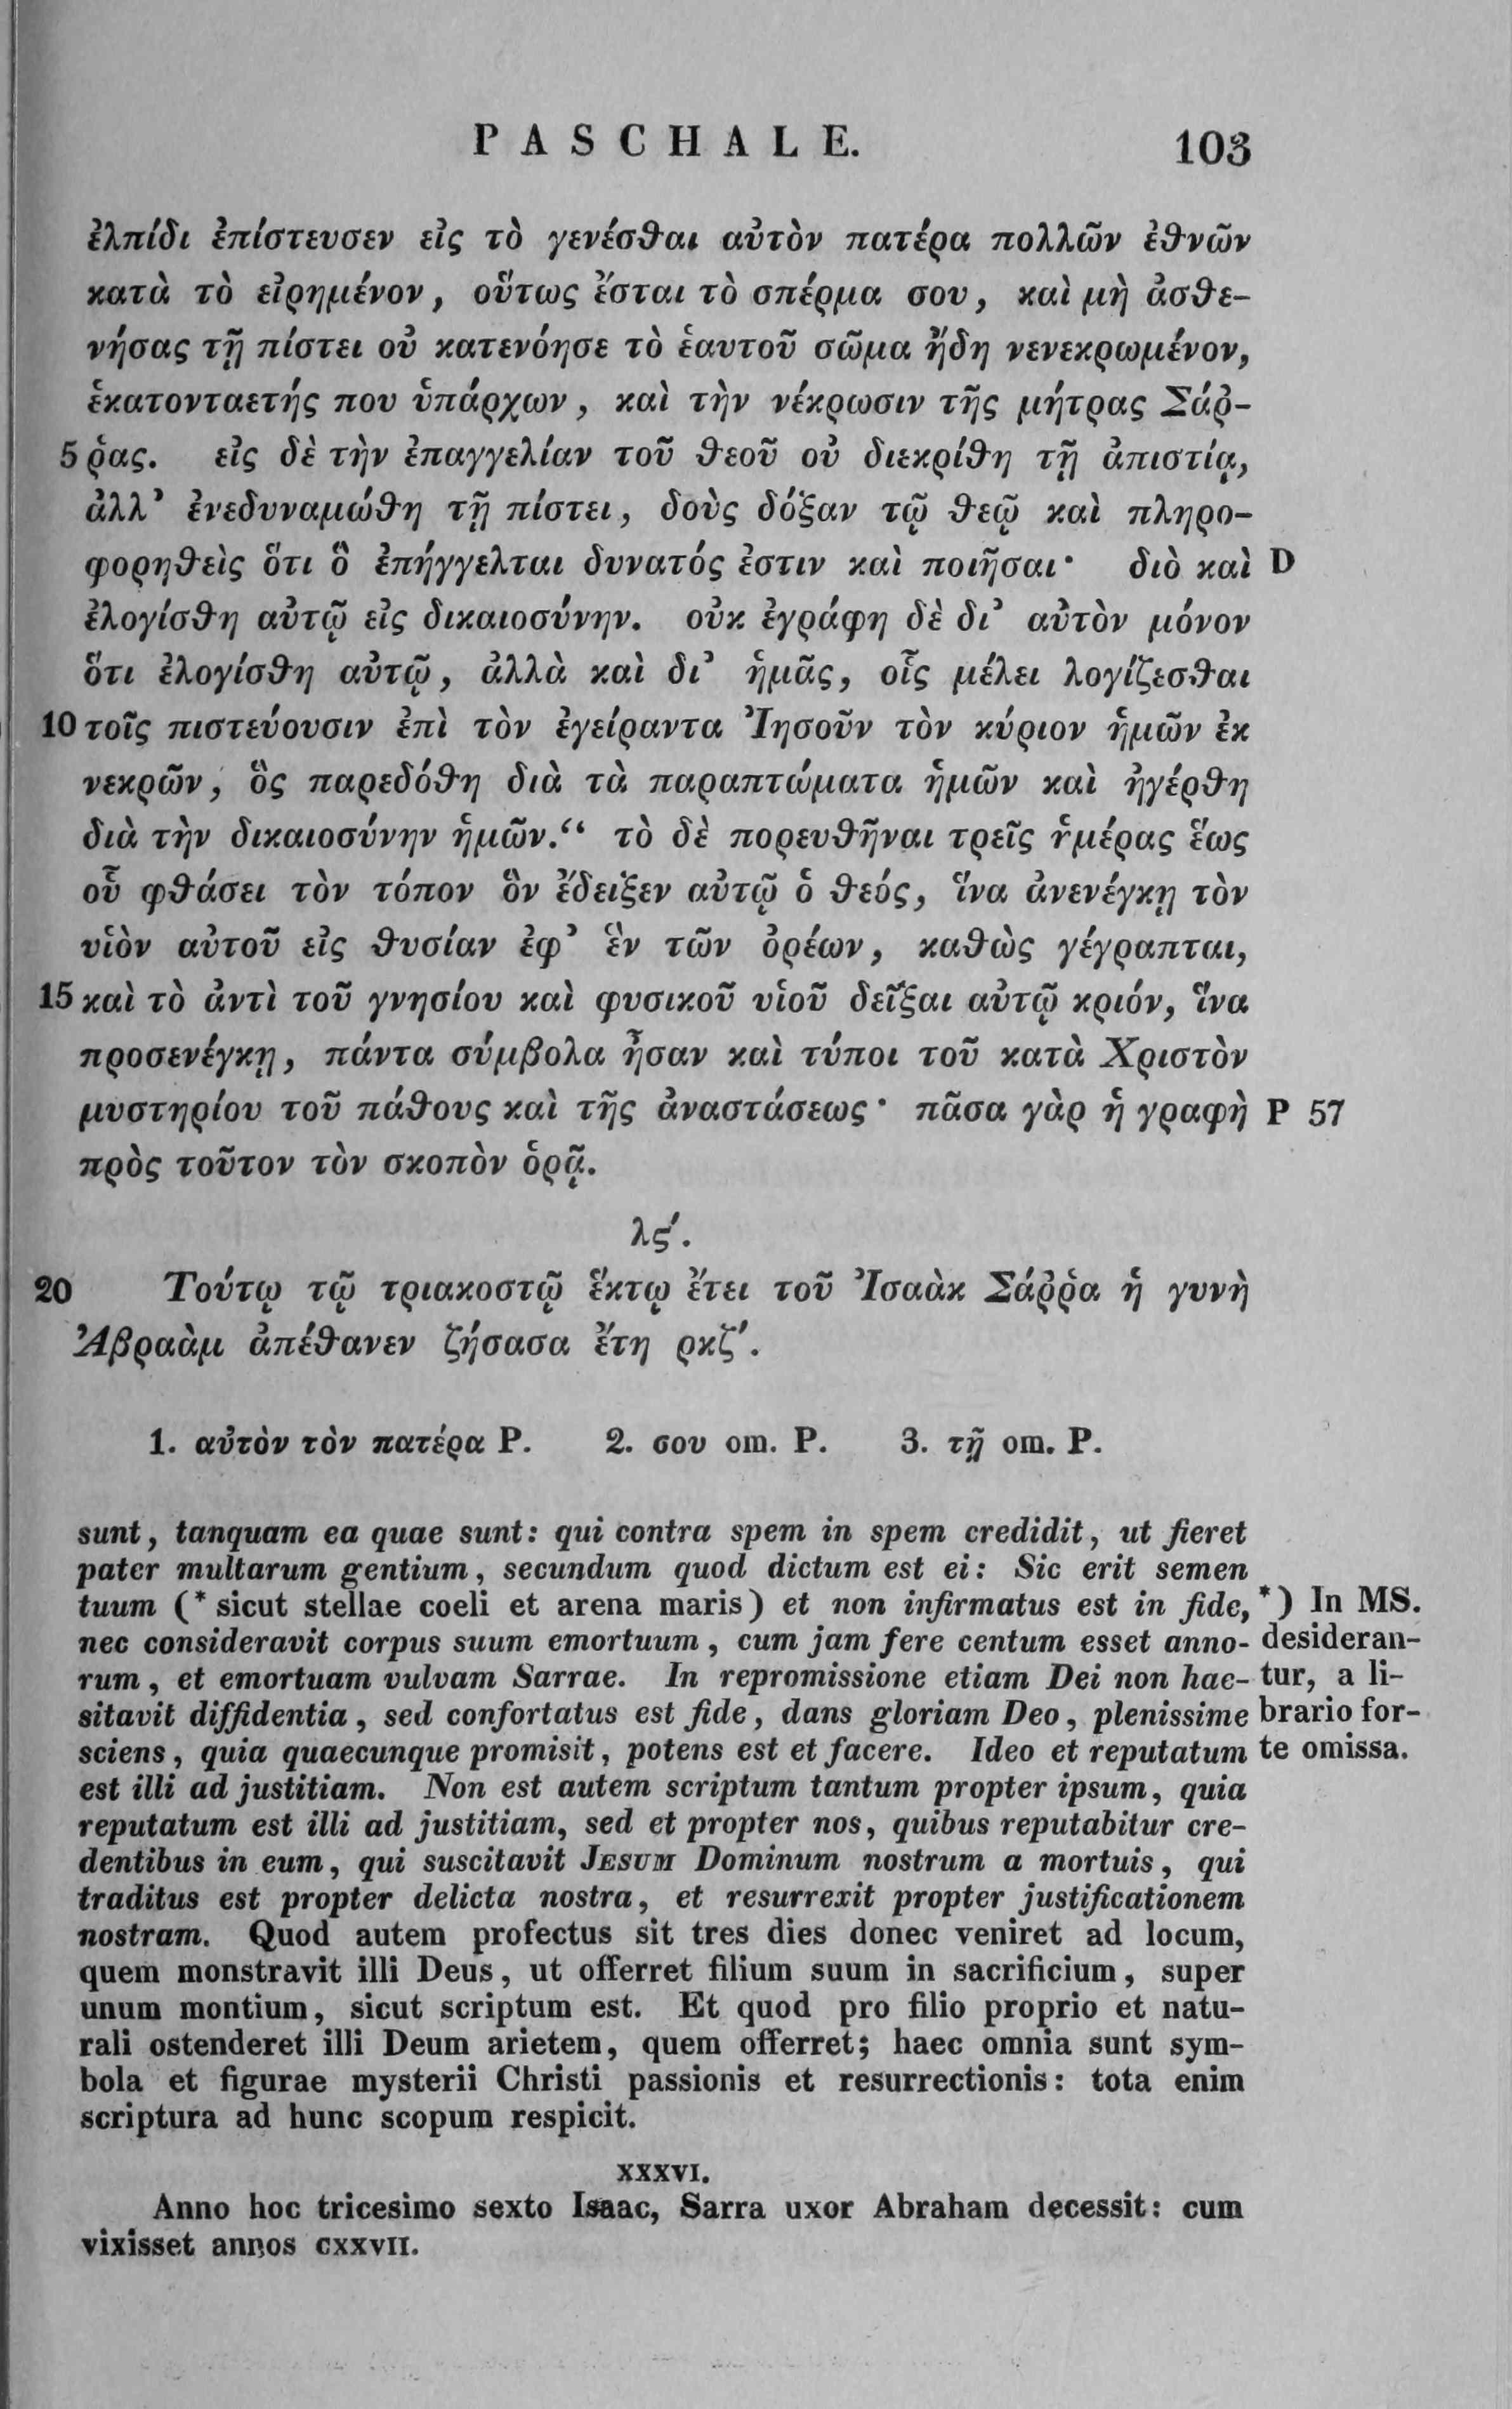 PASCHALE. 103
ἐλπίδι ἐπίστευσεν εἰς τὸ γενέσϑαι αὐτὸν πατέρα πολλῶν ἐϑνῶν
κατὰ τὸ εἰρημένον, οὕτως ἔσται τὸ σπέρμα σου, καὶ μὴ ἀσϑε-
νήσας τῇ πίστει οὐ κατενόησε τὸ ἑαυτοῦ σῶμα ἤδη νενεκρωμένον,
ἑκατονταετής που ὑπάρχων, καὶ τὴν νέκρωσιν τῆς μήτρας Σάῤ-
5 ῥας. εἰς δὲ τὴν ἐπαγγελίαν τοῦ ϑεοῦ οὐ διεκρίϑη τῇ ἀπιστίᾳ,
ἀλλ’ ἐνεδυναμώϑη τῇ πίστει, δοὺς δόξαν τῷ ϑεῷ καὶ πληρο-
φορηϑεὶς ὅτι ὃ ἐπήγγελται δυνατός ἐστιν καὶ ποιῆσαι· διὸ καὶ D
ἐλογίσϑη αὐτῷ εἰς δικαιοσύνην. οὐκ ἐγράφη δὲ δι’ αὐτὸν μόνον
ὅτι ἐλογίσϑη αὐτῷ, ἀλλὰ καὶ δι’ ἡμᾶς, οἷς μέλει λογίζεσϑαι
10 τοῖς πιστεύουσιν ἐπὶ τὸν ἐγείραντα Ἰησοῦν τὸν κύριον ἡμῶν ἐκ
νεκρῶν, ὃς παρεδόϑη διὰ τὰ παραπτώματα ἡμῶν καὶ ἠγέρϑη
διὰ τὴν δικαιοσύνην ἡμῶν.“ τὸ δὲ πορευϑῆναι τρεῖς ἡμέρας ἕως
οὗ φϑάσει τὸν τόπον ὃν ἔδειξεν αὐτῷ ὁ ϑεός, ἵνα ἀνενέγκῃ τὸν
υἱὸν αὐτοῦ εἰς ϑυσίαν ἐφ’ ἓν τῶν ὀρέων, καϑὼς γέγραπται,
15 καὶ τὸ ἀντὶ τοῦ γνησίου καὶ φυσικοῦ υἱοῦ δεῖξαι αὐτῷ κριόν, ἵνα
προσενέγκῃ, πάντα σύμβολα ἦσαν καὶ τύποι τοῦ κατὰ Χριστὸν
μυστηρίου τοῦ πάϑους καὶ τῆς ἀναστάσεως· πᾶσα γὰρ ἡ γραφὴ P 57
πρὸς τοῦτον τὸν σκοπὸν ὁρᾷ.
λς′.
20 Τούτῳ τῷ τριακοστῷ ἕκτῳ ἔτει τοῦ Ἰσαὰκ Σάῤῥα ἡ γυνὴ
Ἀβραὰμ ἀπέϑανεν ζήσασα ἔτη ρκζ′.
1. αὐτὸν τὸν πατέρα P. 2. σου om. P. 3. τῇ om. P.
sunt, tanquam ea quae sunt: qui contra spem in spem credidit, ut fieret
pater multarum gentium, secundum quod dictum est ei: Sic erit semen
tuum (* sicut stellae coeli et arena maris) et non infirmatus est in fide, *) In MS.
nec consideravit corpus suum emortuum, cum jam fere centum esset anno- desideran-
rum, et emortuam vulvam Sarrae. In repromissione etiam Dei non hae- tur, a li-
sitavit diffidentia, sed confortatus est fide, dans gloriam Deo, plenissime brario for-
sciens, quia quaecunque promisit, potens est et facere. Ideo et reputatum te omissa.
est illi ad justitiam. Non est autem scriptum tantum propter ipsum, quia
reputatum est illi ad justitiam, sed et propter nos, quibus reputabitur cre-
dentibus in eum, qui suscitavit JESUM Dominum nostrum a mortuis, qui
traditus est propter delicta nostra, et resurrexit propter justificationem
nostram. Quod autem profectus sit tres dies donec veniret ad locum,
quem monstravit illi Deus, ut offerret filium suum in sacrificium, super
unum montium, sicut scriptum est. Et quod pro filio proprio et natu-
rali ostenderet illi Deum arietem, quem offerret; haec omnia sunt sym-
bola et figurae mysterii Christi passionis et resurrectionis: tota enim
scriptura ad hunc scopum respicit.
XXXVI.
Anno hoc tricesimo sexto Isaac, Sarra uxor Abraham decessit: cum
vixisset annos CXXVII.